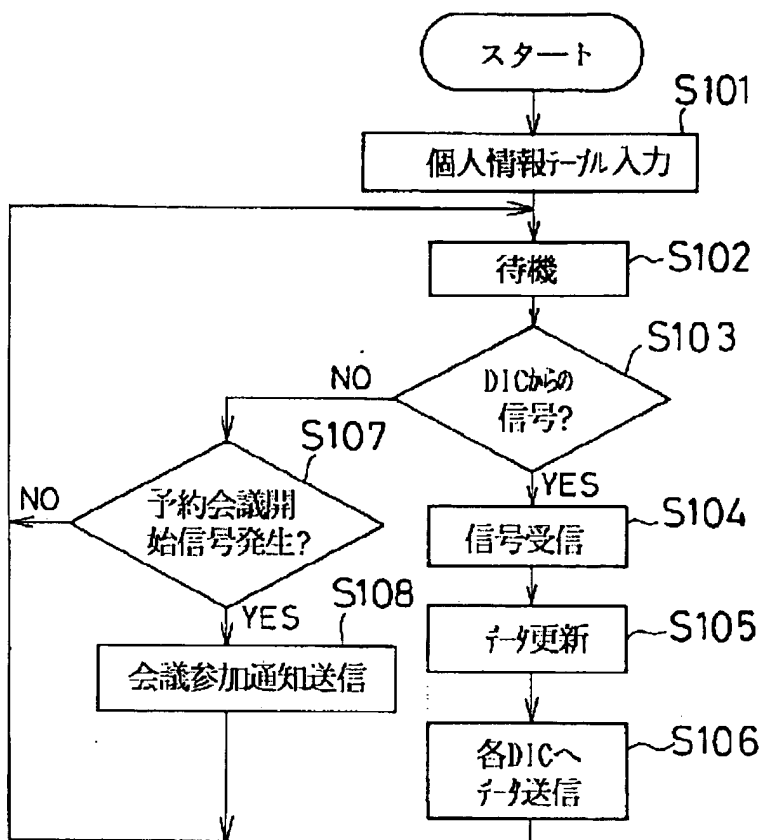 スタート
S101
個人情報テーブル入力
待機
S102
S103
DICからの
信号?
NO
YES
S107
予約会議開
始信号発生?
NO
YES
S104
信号受信
S105
データ更新
S108
会議参加通知送信
S106
各DICへ
データ送信